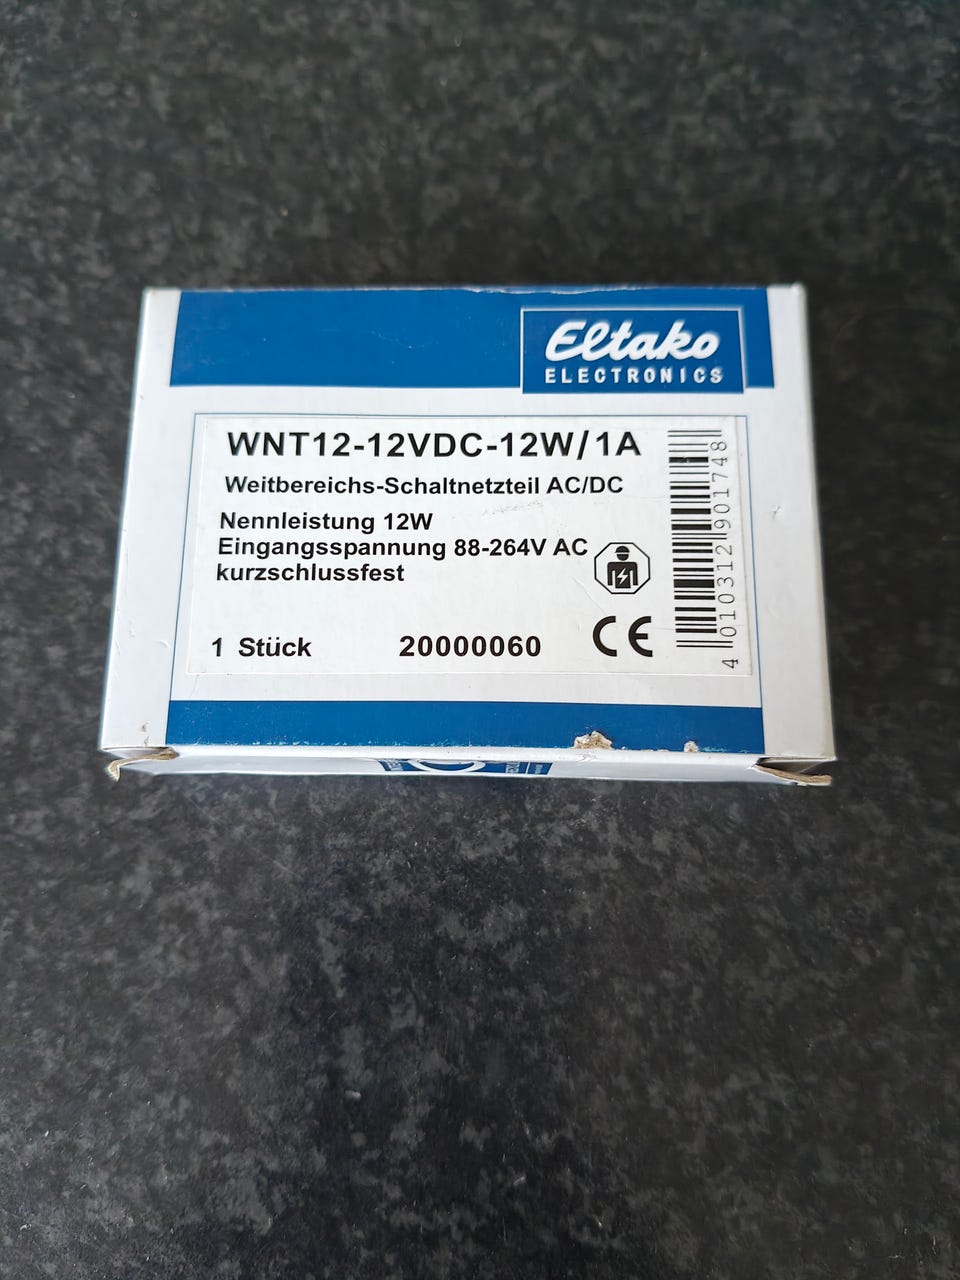 Eltako
ELECTRONICS
WNT12-12VDC-12W/1A
Weitbereichs-Schaltnetzteil AC/DC
Nennleistung 12W
Eingangsspannung 88-264V AC
kurzschlussfest
1 Stück 20000060 CE
4 010312 901748